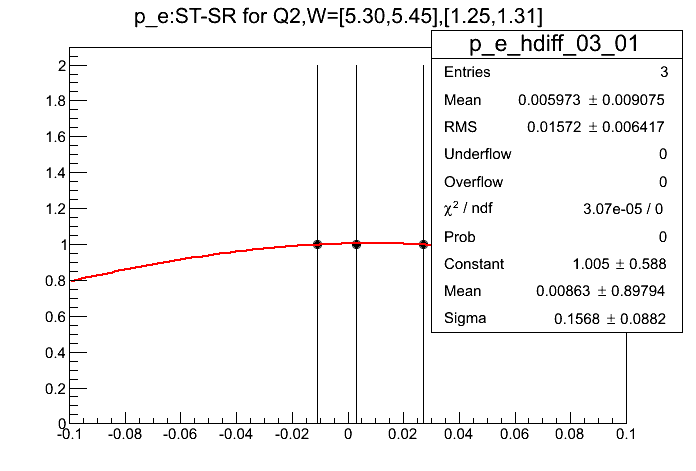 p_e:ST-SR for Q2,W=[5.30,5.45],[1.25,1.31]
p_e_hdiff_03_01
Entries 3
Mean 0.005973 ± 0.009075
RMS 0.01572 ± 0.006417
Underflow 0
Overflow 0
χ² / ndf 3.07e-05 / 0
Prob 0
Constant 1.005 ± 0.588
Mean 0.00863 ± 0.89794
Sigma 0.1568 ± 0.0882
2
1.8
1.6
1.4
1.2
1
0.8
0.6
0.4
0.2
0
-0.1 -0.08 -0.06 -0.04 -0.02 0 0.02 0.04 0.06 0.08 0.1